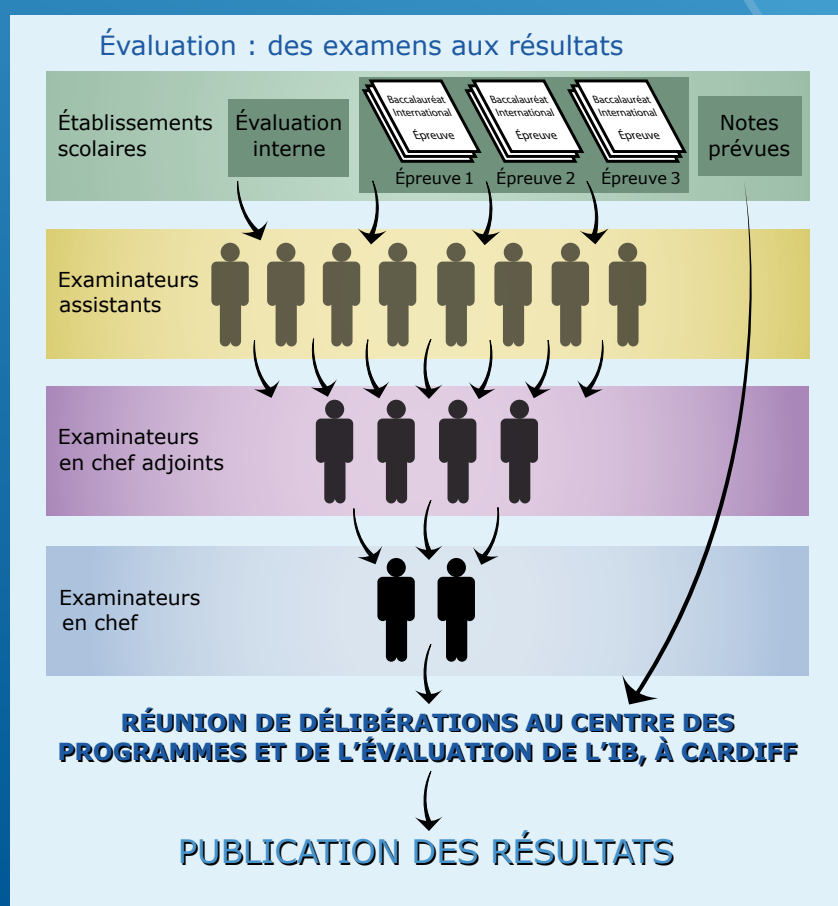 Évaluation : des examens aux résultats
Établissements
scolaires
Évaluation
interne
Baccalauréat
International
Épreuve
Épreuve 1
Baccalauréat
International
Épreuve
Épreuve 2
Baccalauréat
International
Épreuve
Épreuve 3
Notes
prévues
Examinateurs
assistants
Examinateurs
en chef adjoints
Examinateurs
en chef
RÉUNION DE DÉLIBÉRATIONS AU CENTRE DES
PROGRAMMES ET DE L’ÉVALUATION DE L’IB, À CARDIFF
PUBLICATION DES RÉSULTATS